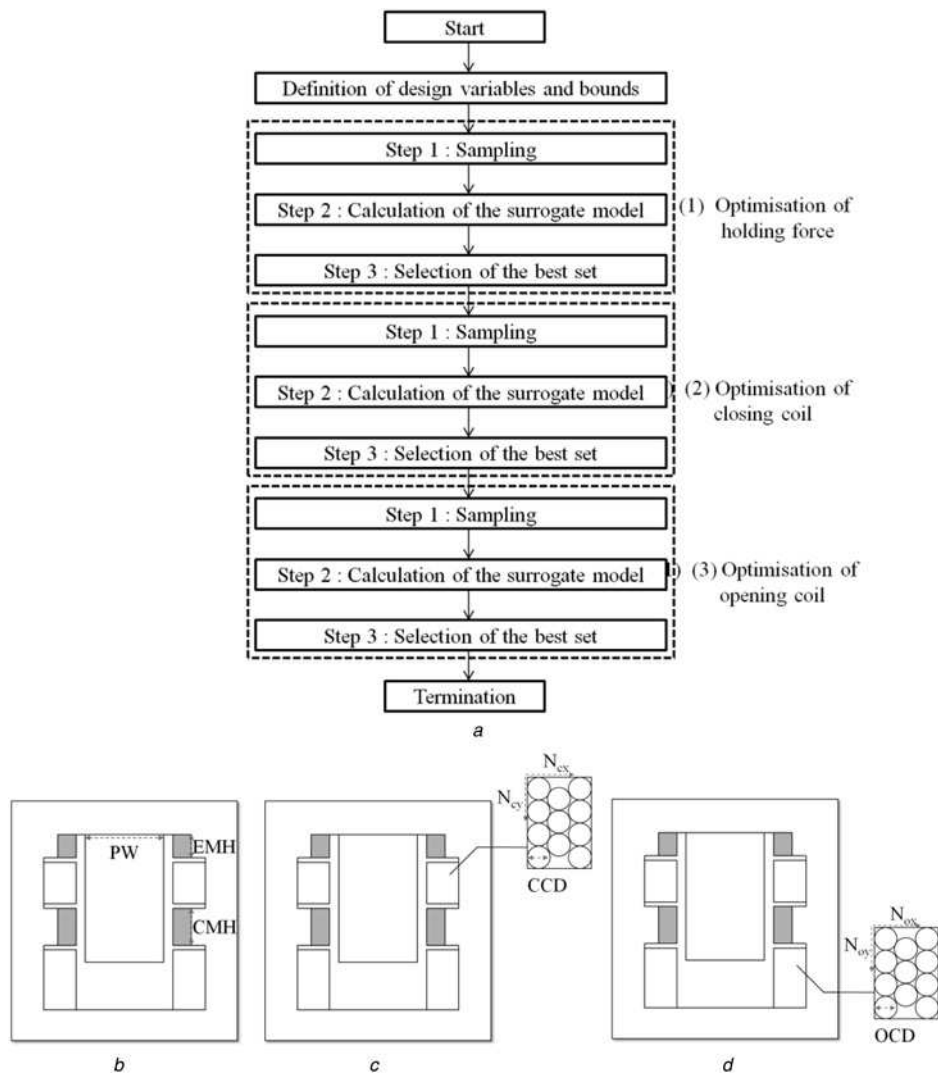 Start
Definition of design variables and bounds
Step 1 : Sampling
Step 2 : Calculation of the surrogate model
(1) Optimisation of
holding force
Step 3 : Selection of the best set
Step 1 : Sampling
Step 2 : Calculation of the surrogate model
) (2) Optimisation of
closing coil
Step 3 : Selection of the best set
Step 1 : Sampling
Step 2 : Calculation of the surrogate model
) (3) Optimisation of
opening coil
Step 3 : Selection of the best set
Termination
a
PW
EMH
CMH
b
Ncx
Ncy
CCD
c
Nox
Noy
OCD
d